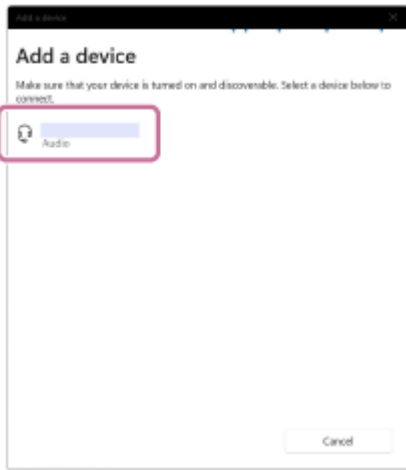 Add a device
Add a device
Make sure that your device is turned on and discoverable. Select a device below to
connect.
Audio
Cancel